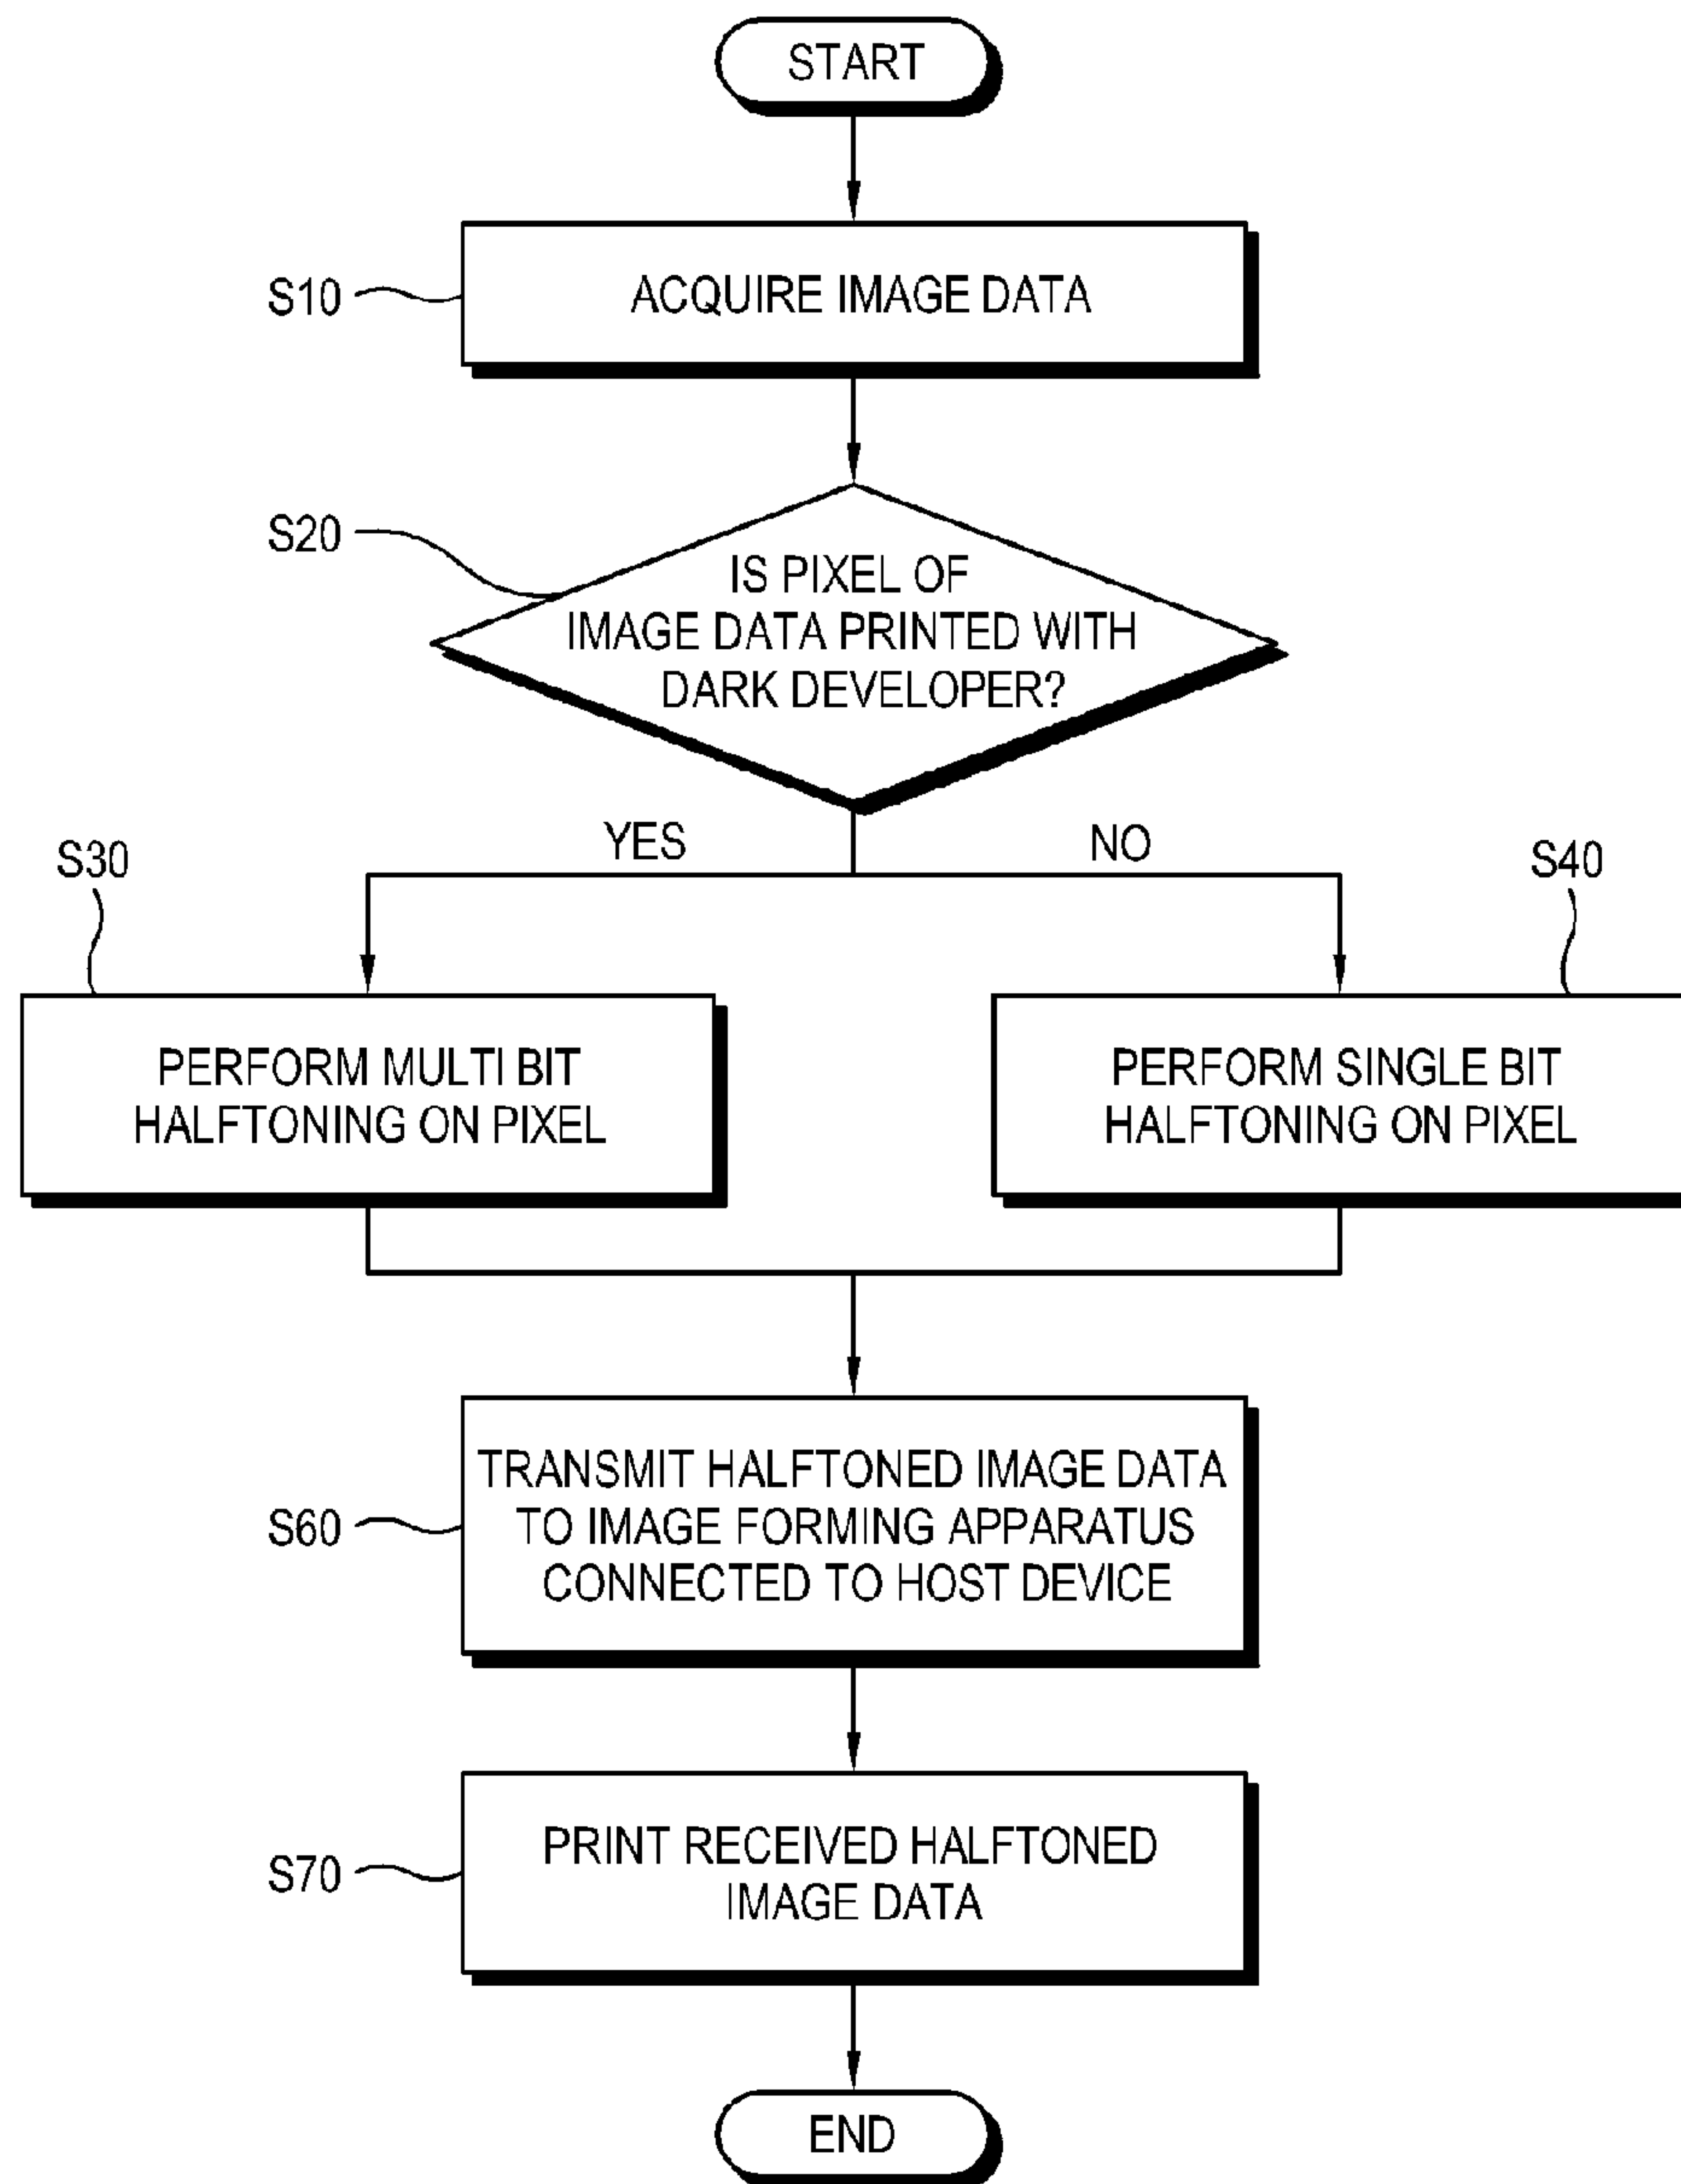 START
S10
ACQUIRE IMAGE DATA
S20
IS PIXEL OF
IMAGE DATA PRINTED WITH
DARK DEVELOPER?
YES
NO
S30
S40
PERFORM MULTI BIT
HALFTONING ON PIXEL
PERFORM SINGLE BIT
HALFTONING ON PIXEL
S60
TRANSMIT HALFTONED IMAGE DATA
TO IMAGE FORMING APPARATUS
CONNECTED TO HOST DEVICE
S70
PRINT RECEIVED HALFTONED
IMAGE DATA
END